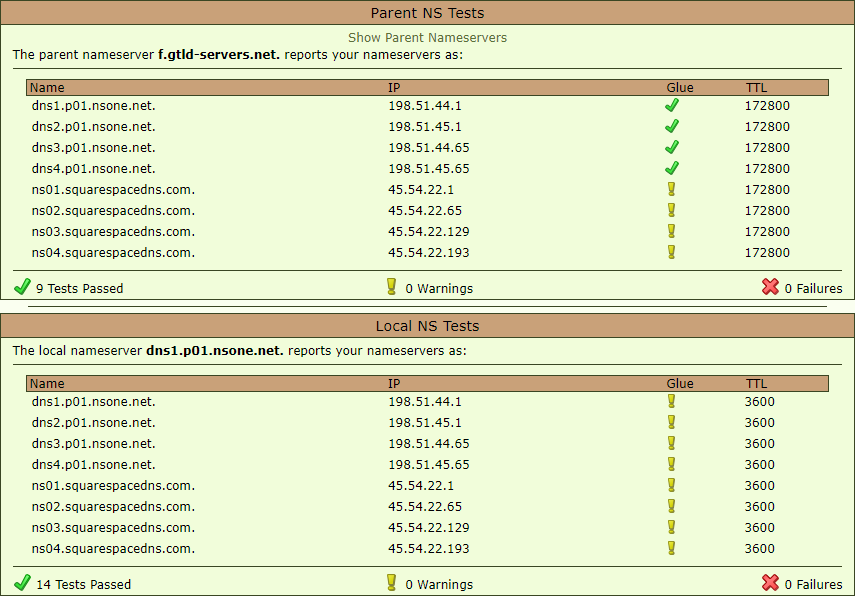 Parent NS Tests
Show Parent Nameservers
The parent nameserver f.gtld-servers.net. reports your nameservers as:
Name IP Glue TTL
dns1.p01.nsone.net. 198.51.44.1 172800
dns2.p01.nsone.net. 198.51.45.1 172800
dns3.p01.nsone.net. 198.51.44.65 172800
dns4.p01.nsone.net. 198.51.45.65 172800
ns01.squarespacedns.com. 45.54.22.1 172800
ns02.squarespacedns.com. 45.54.22.65 172800
ns03.squarespacedns.com. 45.54.22.129 172800
ns04.squarespacedns.com. 45.54.22.193 172800
9 Tests Passed 0 Warnings 0 Failures
Local NS Tests
The local nameserver dns1.p01.nsone.net. reports your nameservers as:
Name IP Glue TTL
dns1.p01.nsone.net. 198.51.44.1 3600
dns2.p01.nsone.net. 198.51.45.1 3600
dns3.p01.nsone.net. 198.51.44.65 3600
dns4.p01.nsone.net. 198.51.45.65 3600
ns01.squarespacedns.com. 45.54.22.1 3600
ns02.squarespacedns.com. 45.54.22.65 3600
ns03.squarespacedns.com. 45.54.22.129 3600
ns04.squarespacedns.com. 45.54.22.193 3600
14 Tests Passed 0 Warnings 0 Failures